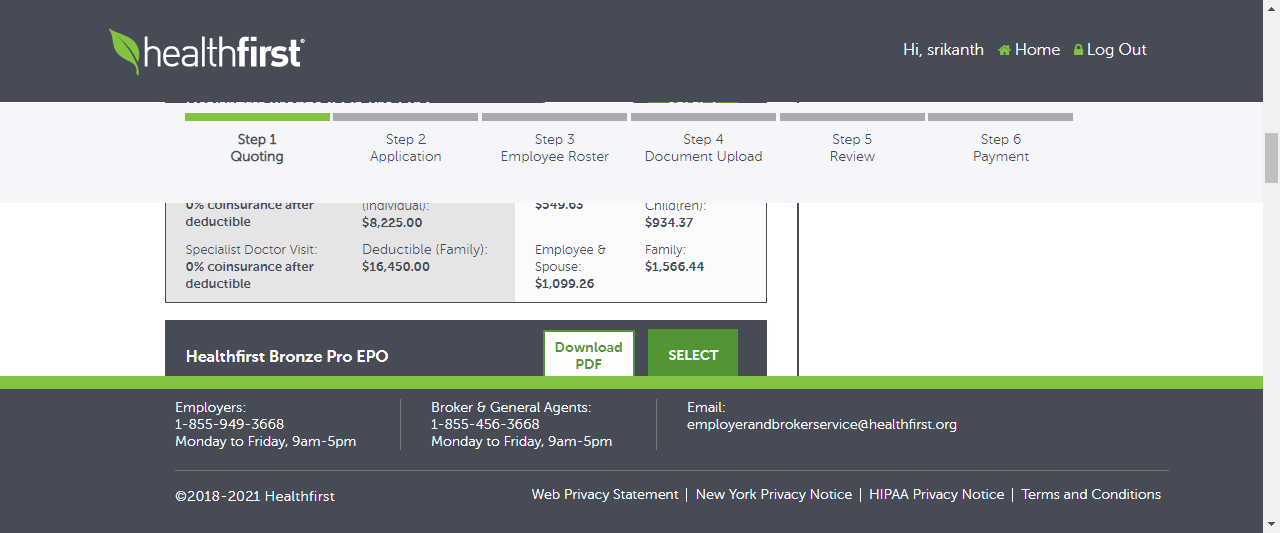 healthfirst
Hi, srikanth Home Log Out
Step 1 Step 2 Step 3 Step 4 Step 5 Step 6
Quoting Application Employee Roster Document Upload Review Payment
0% coinsurance after
deductible
(Individual):
$8,225.00
$549.63
Child(ren):
$934.37
Specialist Doctor Visit:
0% coinsurance after
deductible
Deductible (Family):
$16,450.00
Employee &
Spouse:
$1,099.26
Family:
$1,566.44
Healthfirst Bronze Pro EPO
Download
PDF
SELECT
Employers:
1-855-949-3668
Monday to Friday, 9am-5pm
Broker & General Agents:
1-855-456-3668
Monday to Friday, 9am-5pm
Email:
employerandbrokerservice@healthfirst.org
©2018-2021 Healthfirst
Web Privacy Statement | New York Privacy Notice | HIPAA Privacy Notice | Terms and Conditions